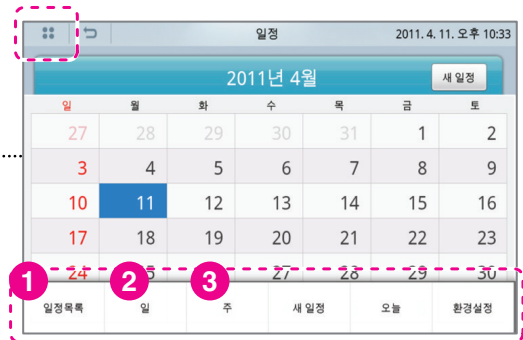 일정 2011. 4. 11. 오후 10:33
2011년 4월 새 일정
일 월 화 수 목 금 토
27 28 29 30 31 1 2
3 4 5 6 7 8 9
10 11 12 13 14 15 16
17 18 19 20 21 22 23
24 27 28 29 30
1 2 3
일정목록 일 주 새 일정 오늘 환경설정